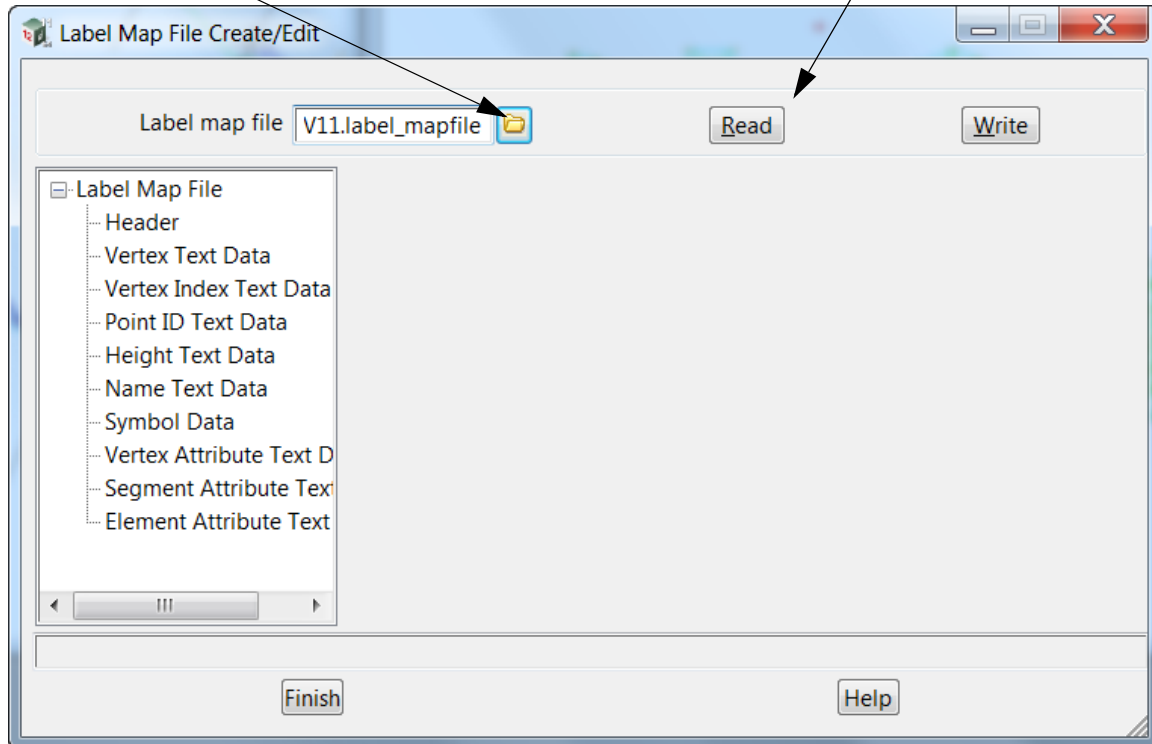 Label Map File Create/Edit
Label map file V11.label_mapfile Read Write
Label Map File
Header
Vertex Text Data
Vertex Index Text Data
Point ID Text Data
Height Text Data
Name Text Data
Symbol Data
Vertex Attribute Text D
Segment Attribute Text
Element Attribute Text
Finish Help